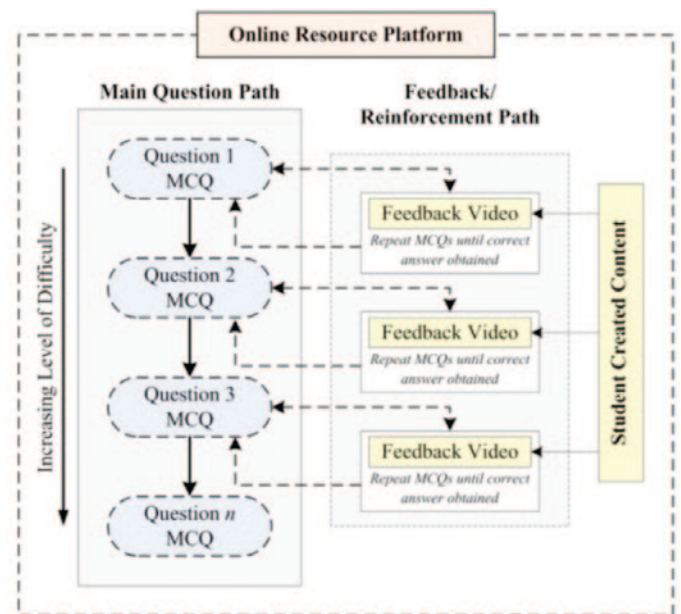 Online Resource Platform
Main Question Path
Feedback/
Reinforcement Path
Increasing Level of Difficulty
Question 1
MCQ
Feedback Video
Repeat MCQs until correct
answer obtained
Question 2
MCQ
Feedback Video
Repeat MCQs until correct
answer obtained
Question 3
MCQ
Feedback Video
Repeat MCQs until correct
answer obtained
Question n
MCQ
Student Created Content